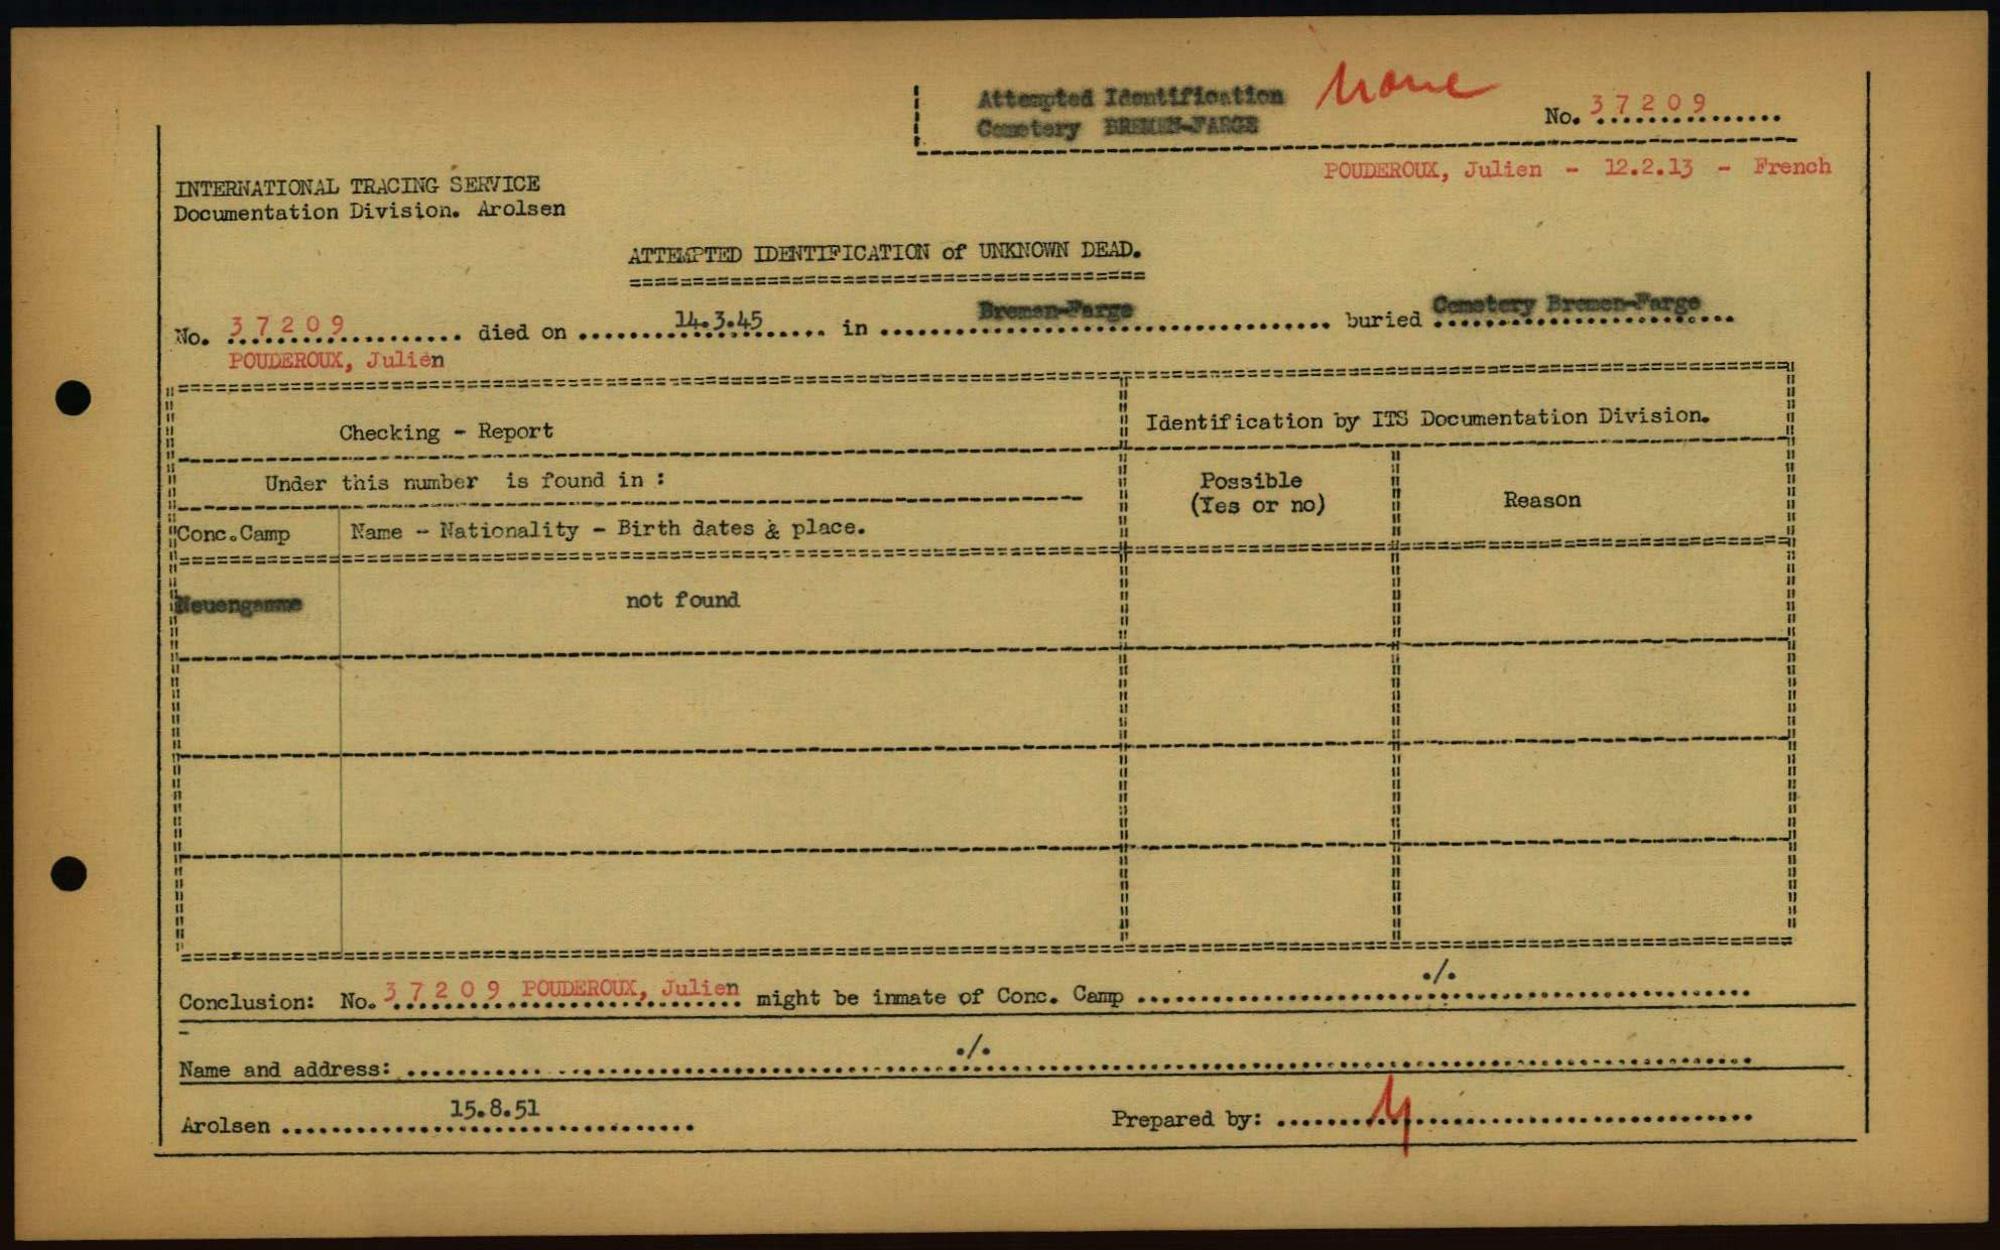 Attempted Identification
Cemetery BREMEN-FARGE
None
No. 37209
POUDEROUX, Julien - 12.2.13 - French
INTERNATIONAL TRACING SERVICE
Documentation Division. Arolsen
ATTEMPTED IDENTIFICATION of UNKNOWN DEAD.
No. 37209 died on 14.3.45 in Bremen-Farge buried Cemetery Bremen-Farge
POUDEROUX, Julien
Checking - Report
Identification by ITS Documentation Division.
Under this number is found in :
Possible
(Yes or no)
Reason
Conc.Camp
Name - Nationality - Birth dates & place.
Neuengamme
not found
Conclusion: No. 37209 POUDEROUX, Julien might be inmate of Conc. Camp ./.
Name and address: ./.
Arolsen 15.8.51
Prepared by: